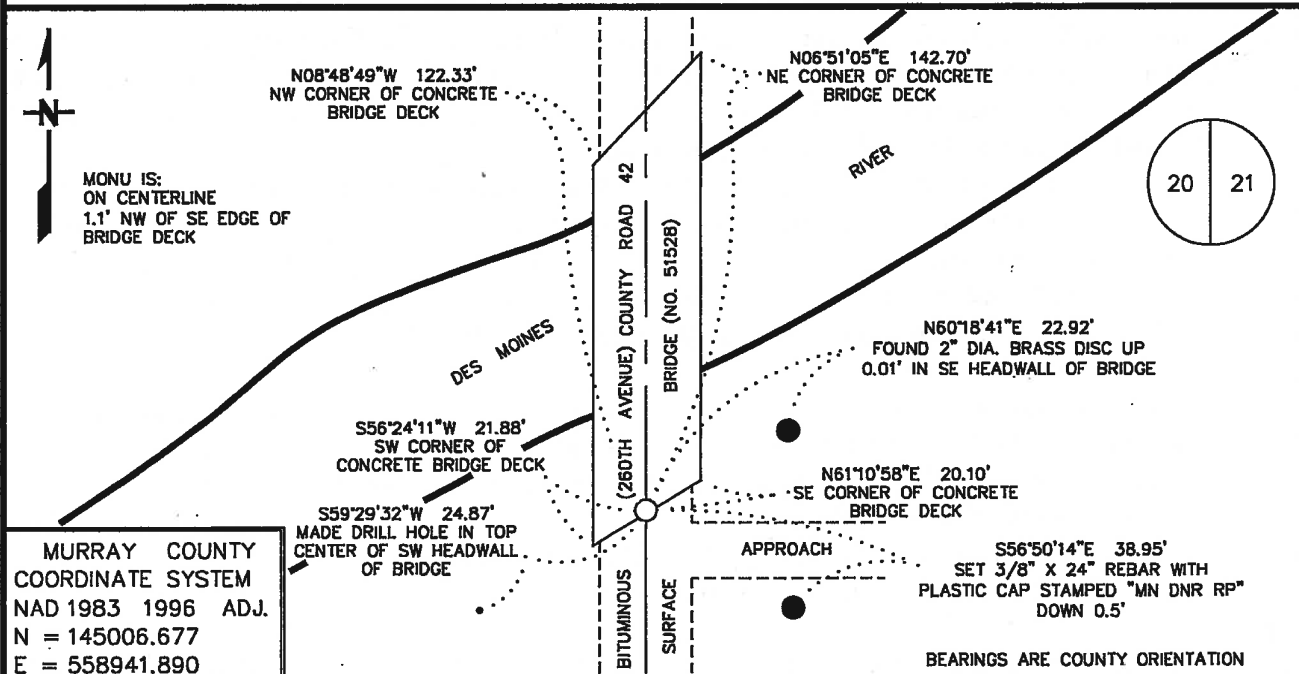 N08°48'49"W 122.33'
NW CORNER OF CONCRETE
BRIDGE DECK
N06°51'05"E 142.70'
NE CORNER OF CONCRETE
BRIDGE DECK
N
MONU IS:
ON CENTERLINE
1.1' NW OF SE EDGE OF
BRIDGE DECK
RIVER
20 21
(260TH AVENUE) COUNTY ROAD 42
BRIDGE (NO. 51528)
DES MOINES
N60°18'41"E 22.92'
FOUND 2" DIA. BRASS DISC UP
0.01' IN SE HEADWALL OF BRIDGE
S56°24'11"W 21.88'
SW CORNER OF
CONCRETE BRIDGE DECK
N61°10'58"E 20.10'
SE CORNER OF CONCRETE
BRIDGE DECK
S59°29'32"W 24.87'
MADE DRILL HOLE IN TOP
CENTER OF SW HEADWALL
OF BRIDGE
APPROACH
S56°50'14"E 38.95'
SET 3/8" X 24" REBAR WITH
PLASTIC CAP STAMPED "MN DNR RP"
DOWN 0.5'
BITUMINOUS
SURFACE
MURRAY COUNTY
COORDINATE SYSTEM
NAD 1983 1996 ADJ.
N = 145006.677
E = 558941.890
BEARINGS ARE COUNTY ORIENTATION